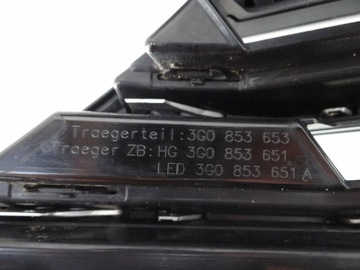 Traegerteil:3G0 853 653
Traeger ZB:HG 3G0 853 651
LED 3G0 853 651 A